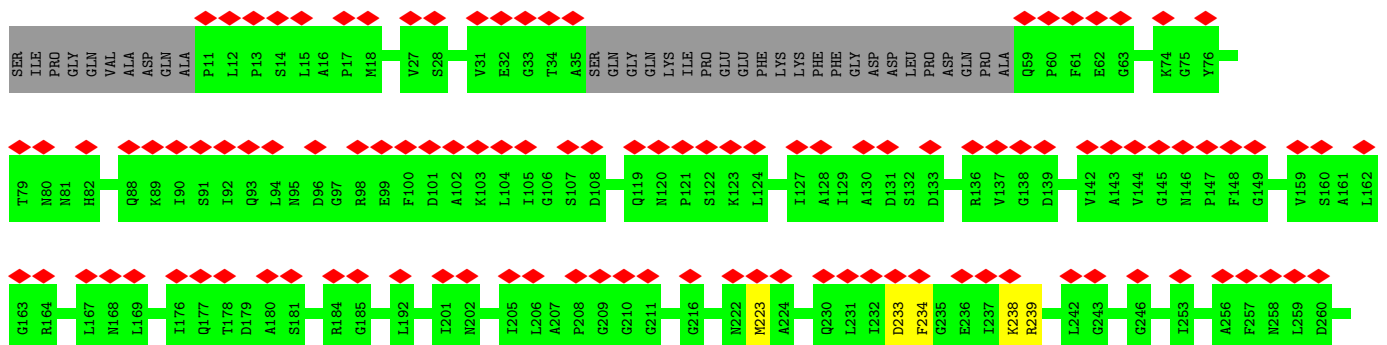 SER ILE PRO GLY GLN VAL ALA ASP GLN ALA P11 L12 P13 S14 L15 A16 P17 M18 V27 S28 V31 E32 G33 T34 A35 SER GLN GLY GLN LYS ILE PRO GLU GLU PHE LYS LYS PHE PHE GLY ASP ASP LEU PRO ASP GLN PRO ALA Q59 P60 F61 E62 G63 K74 G75 Y76
T79 N80 N81 H82 Q88 K89 I90 S91 I92 Q93 L94 N95 D96 G97 R98 E99 F100 D101 A102 K103 L104 I105 G106 S107 D108 Q119 N120 P121 S122 K123 L124 I127 A128 I129 A130 D131 S132 D133 R136 V137 G138 D139 V142 A143 V144 G145 N146 P147 F148 G149 V159 S160 A161 L162
G163 R164 L167 N168 L169 I176 Q177 T178 D179 A180 S181 R184 G185 L192 I201 N202 I205 L206 A207 P208 G209 G210 G211 G216 N222 M223 A224 Q230 L231 I232 D233 F234 G235 E236 I237 K238 R239 L242 G243 G246 I253 A256 F257 N258 L259 D260